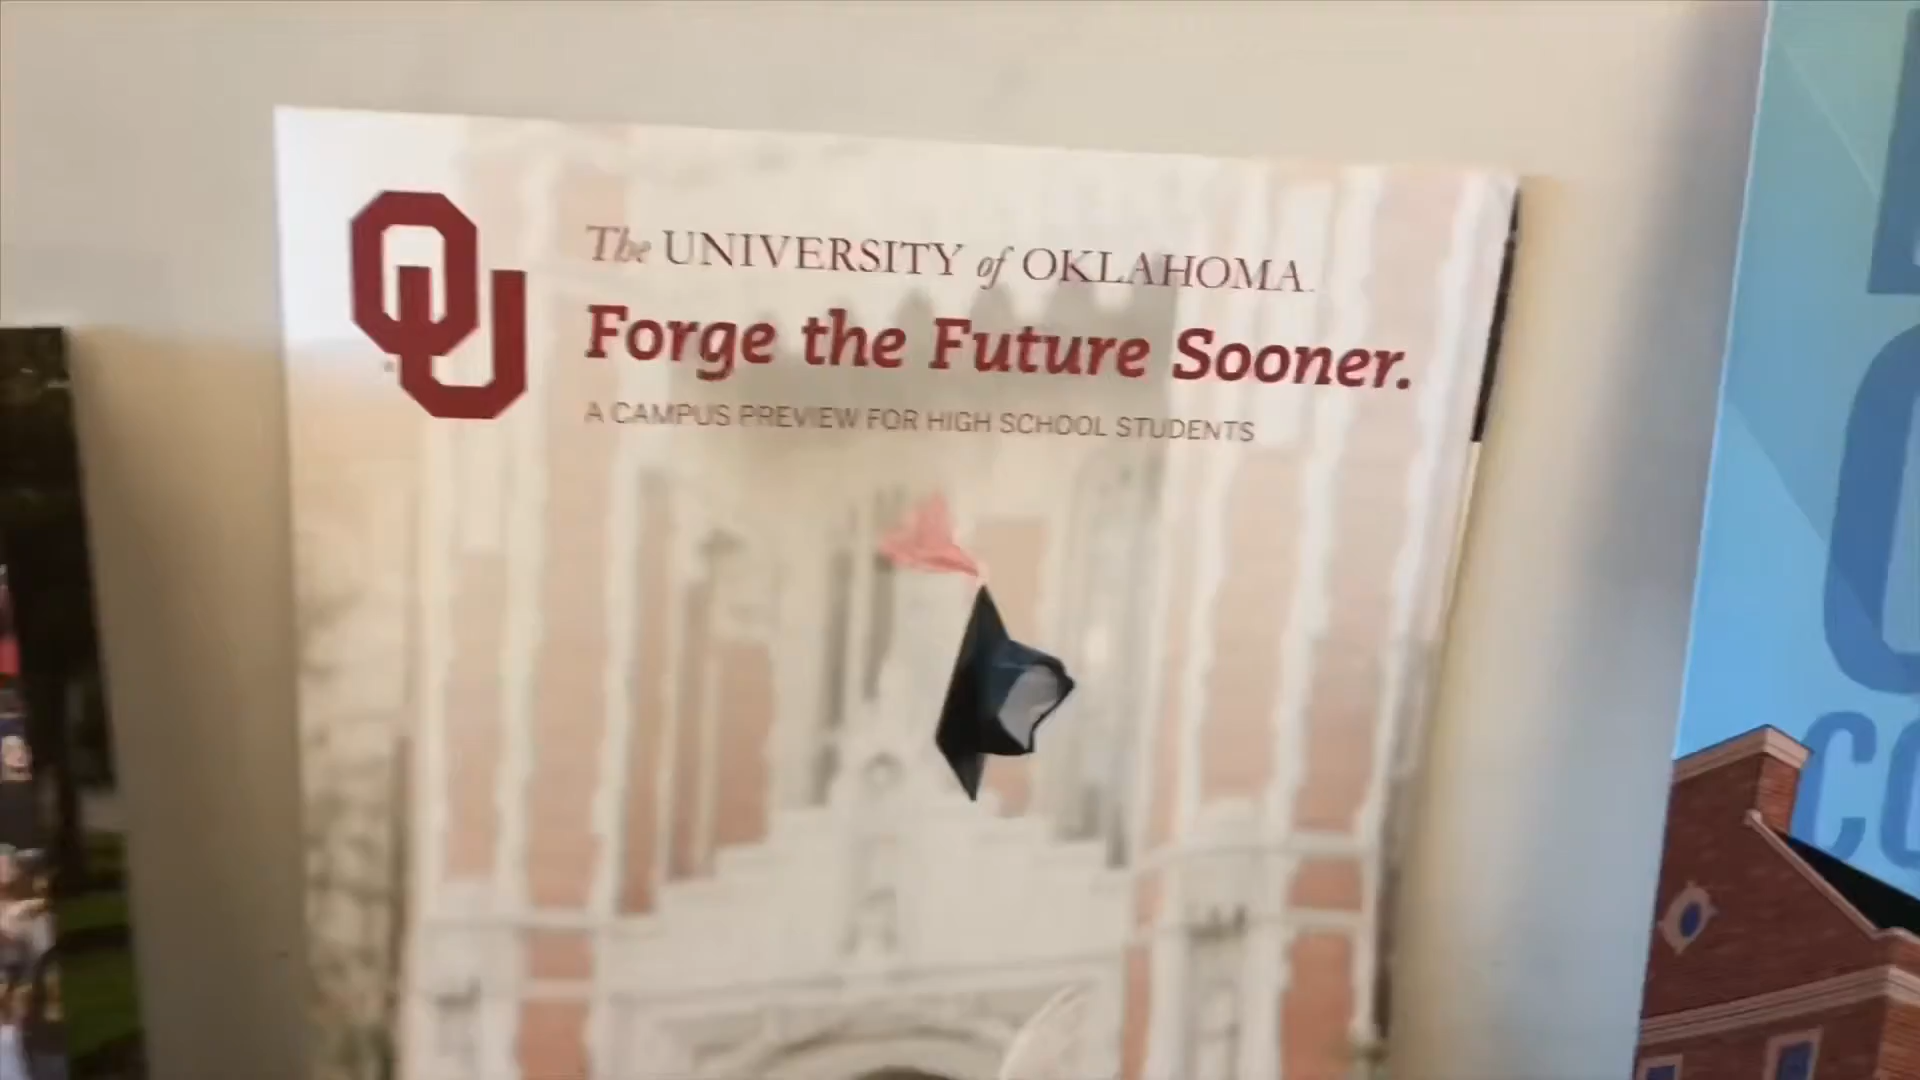 OU
The UNIVERSITY of OKLAHOMA
Forge the Future Sooner.
A CAMPUS PREVIEW FOR HIGH SCHOOL STUDENTS